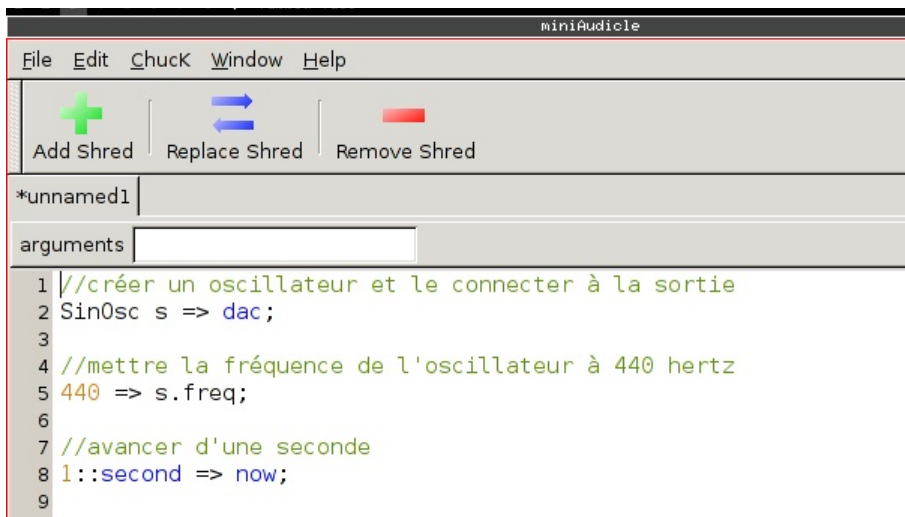 miniAudicle
File Edit ChucK Window Help
Add Shred Replace Shred Remove Shred
*unnamed1
arguments
1 //créer un oscillateur et le connecter à la sortie
2 SinOsc s => dac;
3
4 //mettre la fréquence de l'oscillateur à 440 hertz
5 440 => s.freq;
6
7 //avancer d'une seconde
8 1::second => now;
9